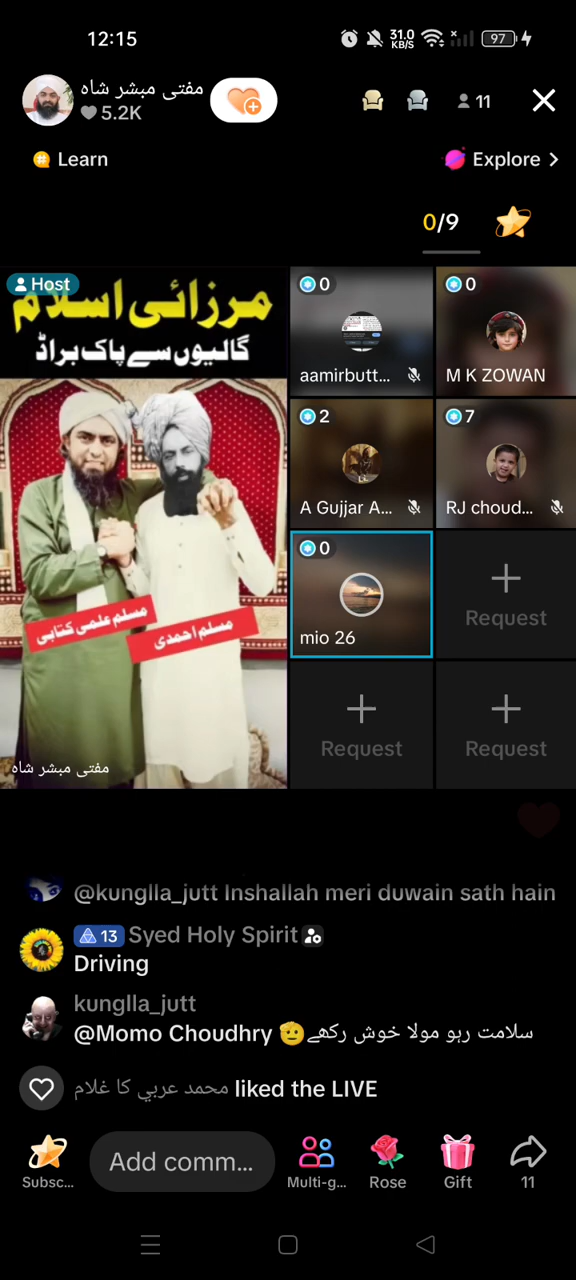 12:15
31.0
KB/S
97
مفتی مبشر شاہ
5.2K
11
Learn
Explore
0/9
Host
مرزائی اسلام
گالیوں سے پاک براڈ
مسلم علمی کتابی
مسلم احمدی
مفتی مبشر شاہ
0
aamirbutt...
0
M K ZOWAN
2
A Gujjar A...
7
RJ choud...
0
mio 26
Request
Request
Request
@kunglla_jutt Inshallah meri duwain sath hain
13 Syed Holy Spirit
Driving
kunglla_jutt
@Momo Choudhry 🫡سلامت رہو مولا خوش رکھے
محمد عربي کا غلام liked the LIVE
Add comm...
Subsc...
Multi-g...
Rose
Gift
11